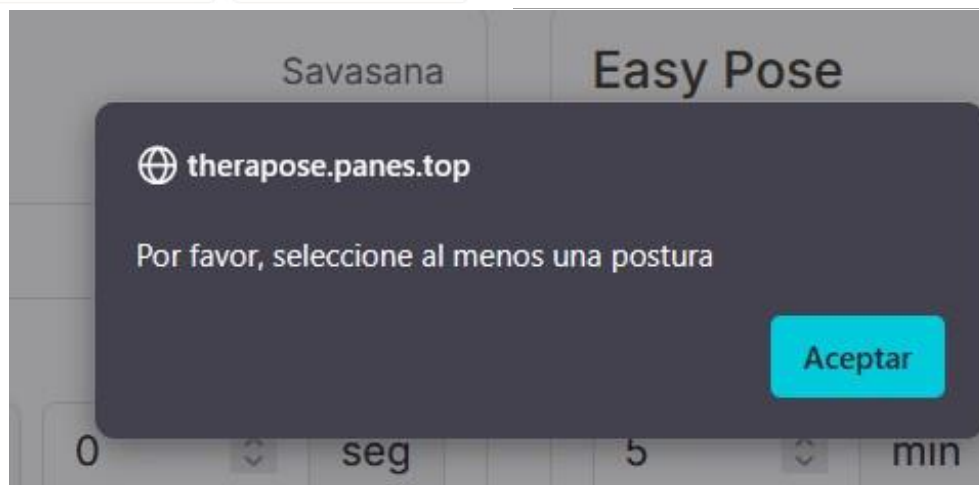 Savasana
Easy Pose
therapose.panes.top
Por favor, seleccione al menos una postura
Aceptar
0
seg
5
min